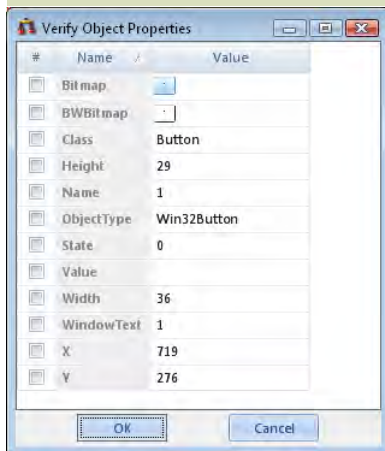 Verify Object Properties
# Name Value
Bitmap
BWBitmap
Class Button
Height 29
Name 1
ObjectType Win32Button
State 0
Value
Width 36
WindowText 1
X 719
Y 276
OK Cancel